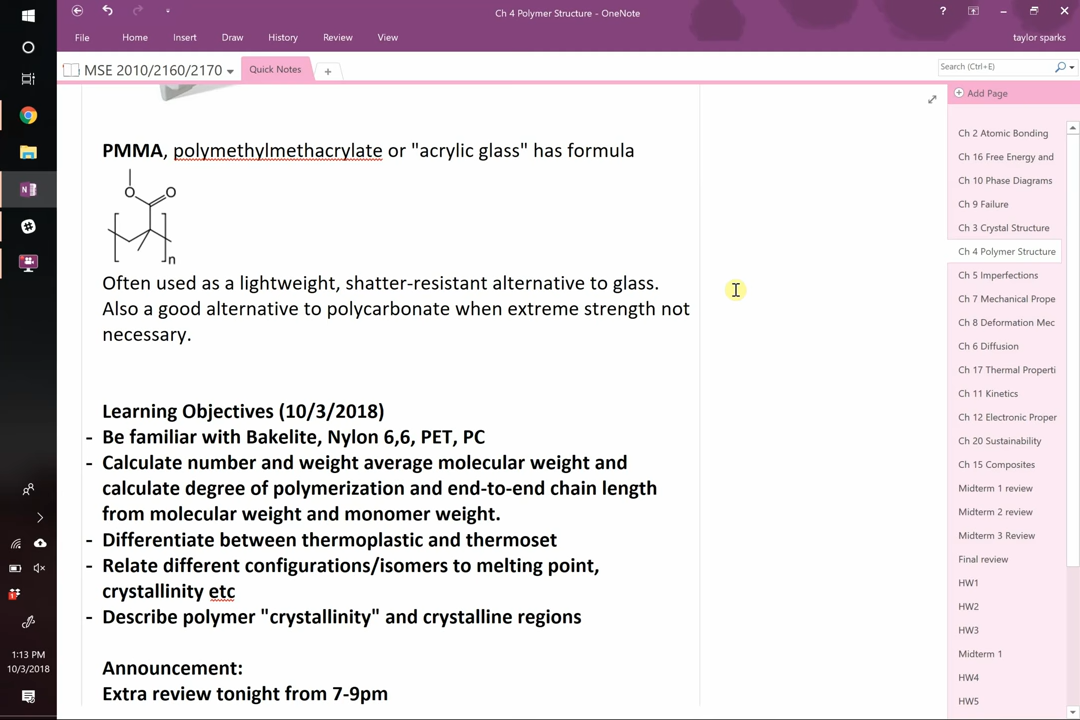 Ch 4 Polymer Structure - OneNote
?
File
Home
Insert
Draw
History
Review
View
taylor sparks
MSE 2010/2160/2170
Quick Notes
+
Search (Ctrl+E)
PMMA, polymethylmethacrylate or "acrylic glass" has formula
O
O
n
Often used as a lightweight, shatter-resistant alternative to glass.
Also a good alternative to polycarbonate when extreme strength not
necessary.
Learning Objectives (10/3/2018)
- Be familiar with Bakelite, Nylon 6,6, PET, PC
- Calculate number and weight average molecular weight and
calculate degree of polymerization and end-to-end chain length
from molecular weight and monomer weight.
- Differentiate between thermoplastic and thermoset
- Relate different configurations/isomers to melting point,
crystallinity etc
- Describe polymer "crystallinity" and crystalline regions
Announcement:
Extra review tonight from 7-9pm
Add Page
Ch 2 Atomic Bonding
Ch 16 Free Energy and
Ch 10 Phase Diagrams
Ch 9 Failure
Ch 3 Crystal Structure
Ch 4 Polymer Structure
Ch 5 Imperfections
Ch 7 Mechanical Prope
Ch 8 Deformation Mec
Ch 6 Diffusion
Ch 17 Thermal Properti
Ch 11 Kinetics
Ch 12 Electronic Proper
Ch 20 Sustainability
Ch 15 Composites
Midterm 1 review
Midterm 2 review
Midterm 3 Review
Final review
HW1
HW2
HW3
Midterm 1
HW4
HW5
1:13 PM
10/3/2018